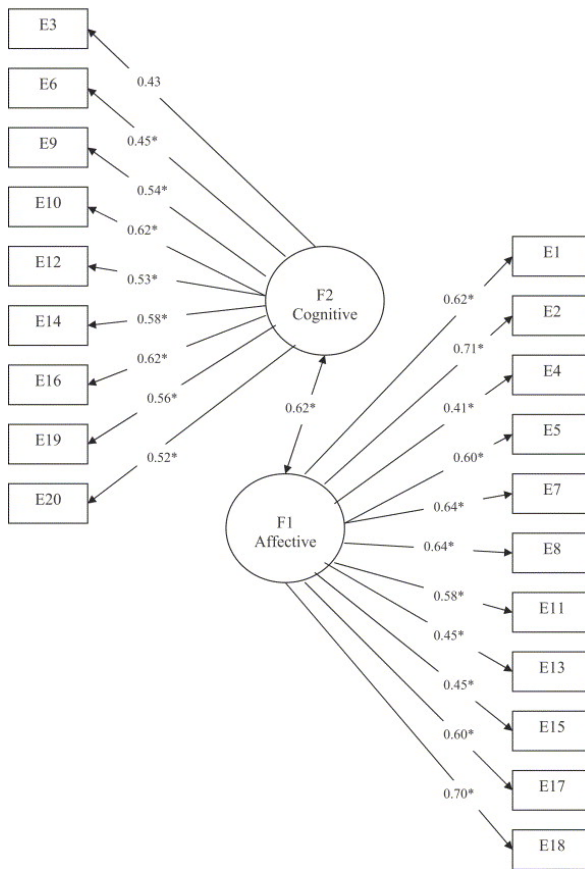 E3
0.43
E6
0.45*
E9
0.54*
E10
0.62*
E12
0.53*
E14
0.58*
E16
0.62*
E19
0.56*
E20
0.52*
F2
Cognitive
0.62*
F1
Affective
E1
0.62*
E2
0.71*
E4
0.41*
E5
0.60*
E7
0.64*
E8
0.64*
E11
0.58*
E13
0.45*
E15
0.45*
E17
0.60*
E18
0.70*